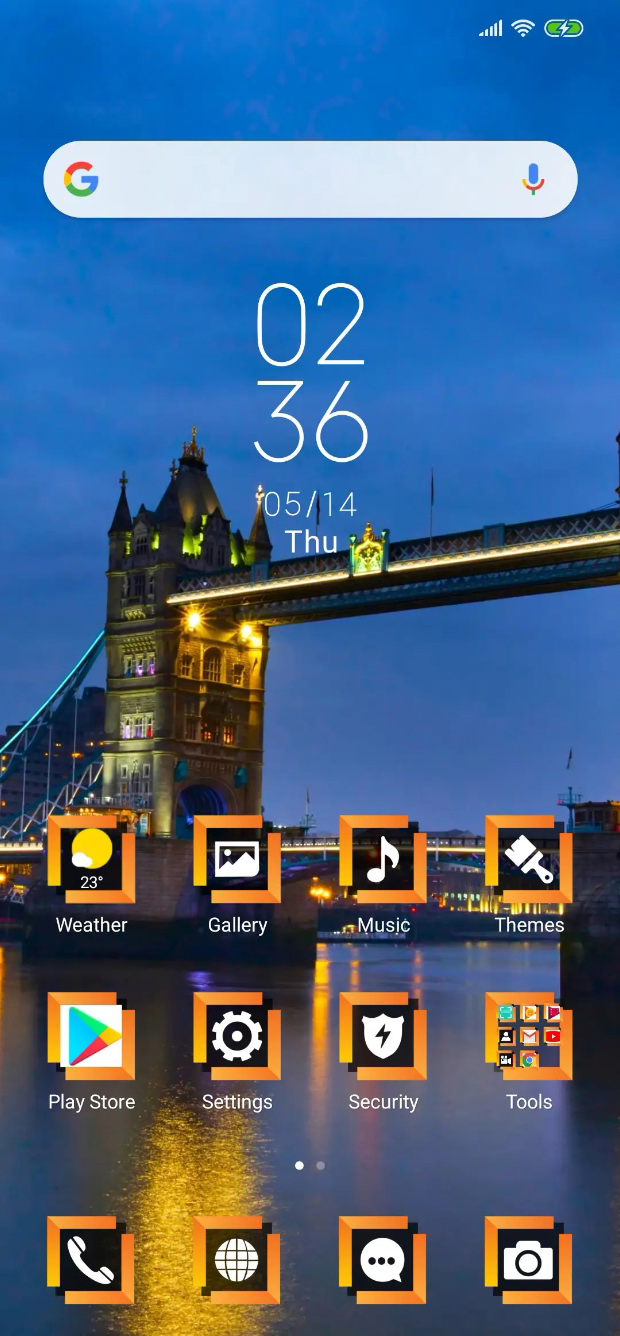 02
36
05/14
Thu
23°
Weather
Gallery
Music
Themes
Play Store
Settings
Security
Tools